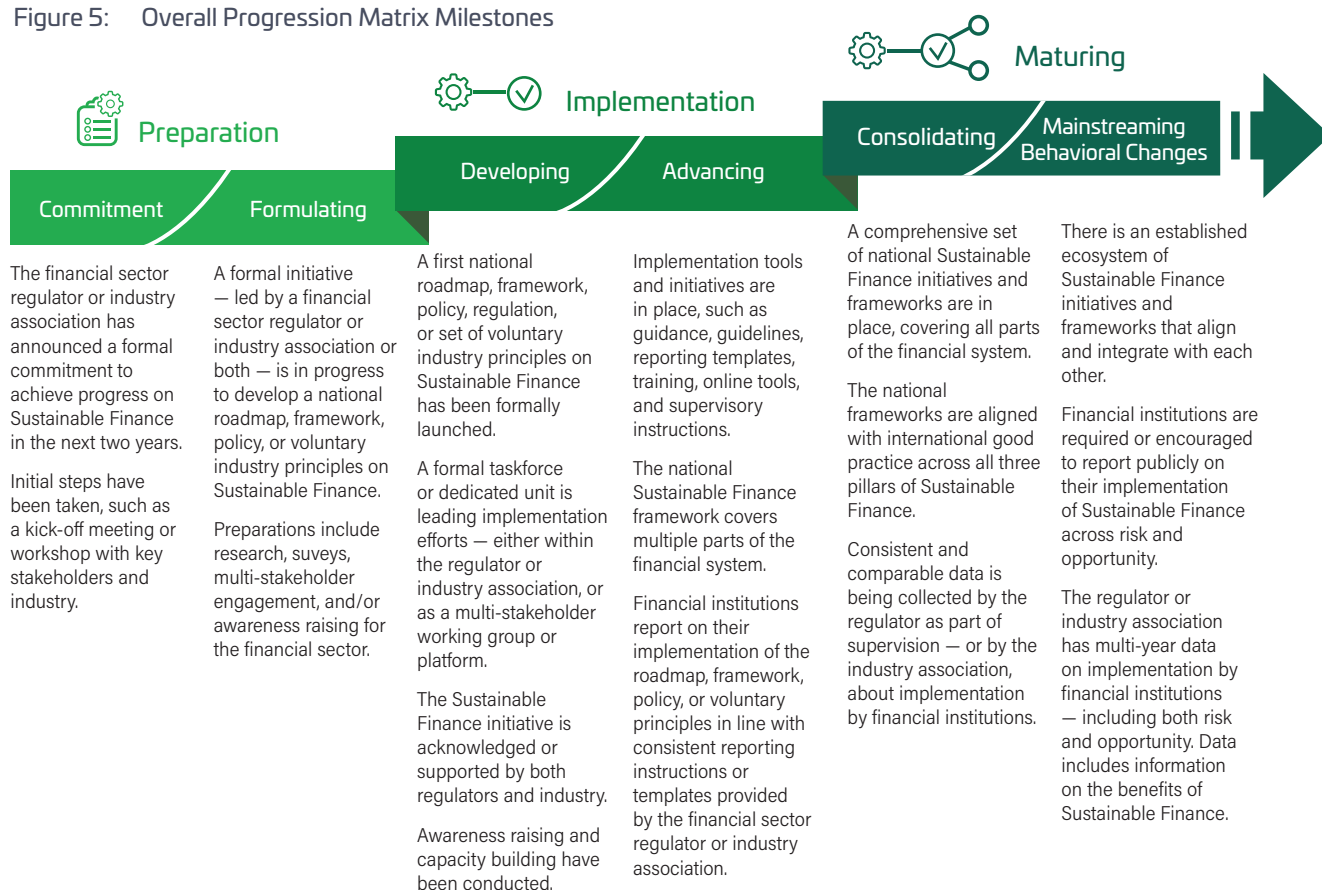 Figure 5: Overall Progression Matrix Milestones
Preparation
Commitment
Formulating
The financial sector
regulator or industry
association has
announced a formal
commitment to
achieve progress on
Sustainable Finance
in the next two years.
Initial steps have
been taken, such as
a kick-off meeting or
workshop with key
stakeholders and
industry.
A formal initiative
— led by a financial
sector regulator or
industry association or
both — is in progress
to develop a national
roadmap, framework,
policy, or voluntary
industry principles on
Sustainable Finance.
Preparations include
research, suveys,
multi-stakeholder
engagement, and/or
awareness raising for
the financial sector.
Implementation
Developing
Advancing
A first national
roadmap, framework,
policy, regulation,
or set of voluntary
industry principles on
Sustainable Finance
has been formally
launched.
A formal taskforce
or dedicated unit is
leading implementation
efforts — either within
the regulator or
industry association, or
as a multi-stakeholder
working group or
platform.
The Sustainable
Finance initiative is
acknowledged or
supported by both
regulators and industry.
Awareness raising and
capacity building have
been conducted.
Implementation tools
and initiatives are
in place, such as
guidance, guidelines,
reporting templates,
training, online tools,
and supervisory
instructions.
The national
Sustainable Finance
framework covers
multiple parts of the
financial system.
Financial institutions
report on their
implementation of the
roadmap, framework,
policy, or voluntary
principles in line with
consistent reporting
instructions or
templates provided
by the financial sector
regulator or industry
association.
Maturing
Consolidating
Mainstreaming
Behavioral Changes
A comprehensive set
of national Sustainable
Finance initiatives and
frameworks are in
place, covering all parts
of the financial system.
The national
frameworks are aligned
with international good
practice across all three
pillars of Sustainable
Finance.
Consistent and
comparable data is
being collected by the
regulator as part of
supervision — or by the
industry association,
about implementation
by financial institutions.
There is an established
ecosystem of
Sustainable Finance
initiatives and
frameworks that align
and integrate with each
other.
Financial institutions are
required or encouraged
to report publicly on
their implementation
of Sustainable Finance
across risk and
opportunity.
The regulator or
industry association
has multi-year data
on implementation by
financial institutions
— including both risk
and opportunity. Data
includes information
on the benefits of
Sustainable Finance.